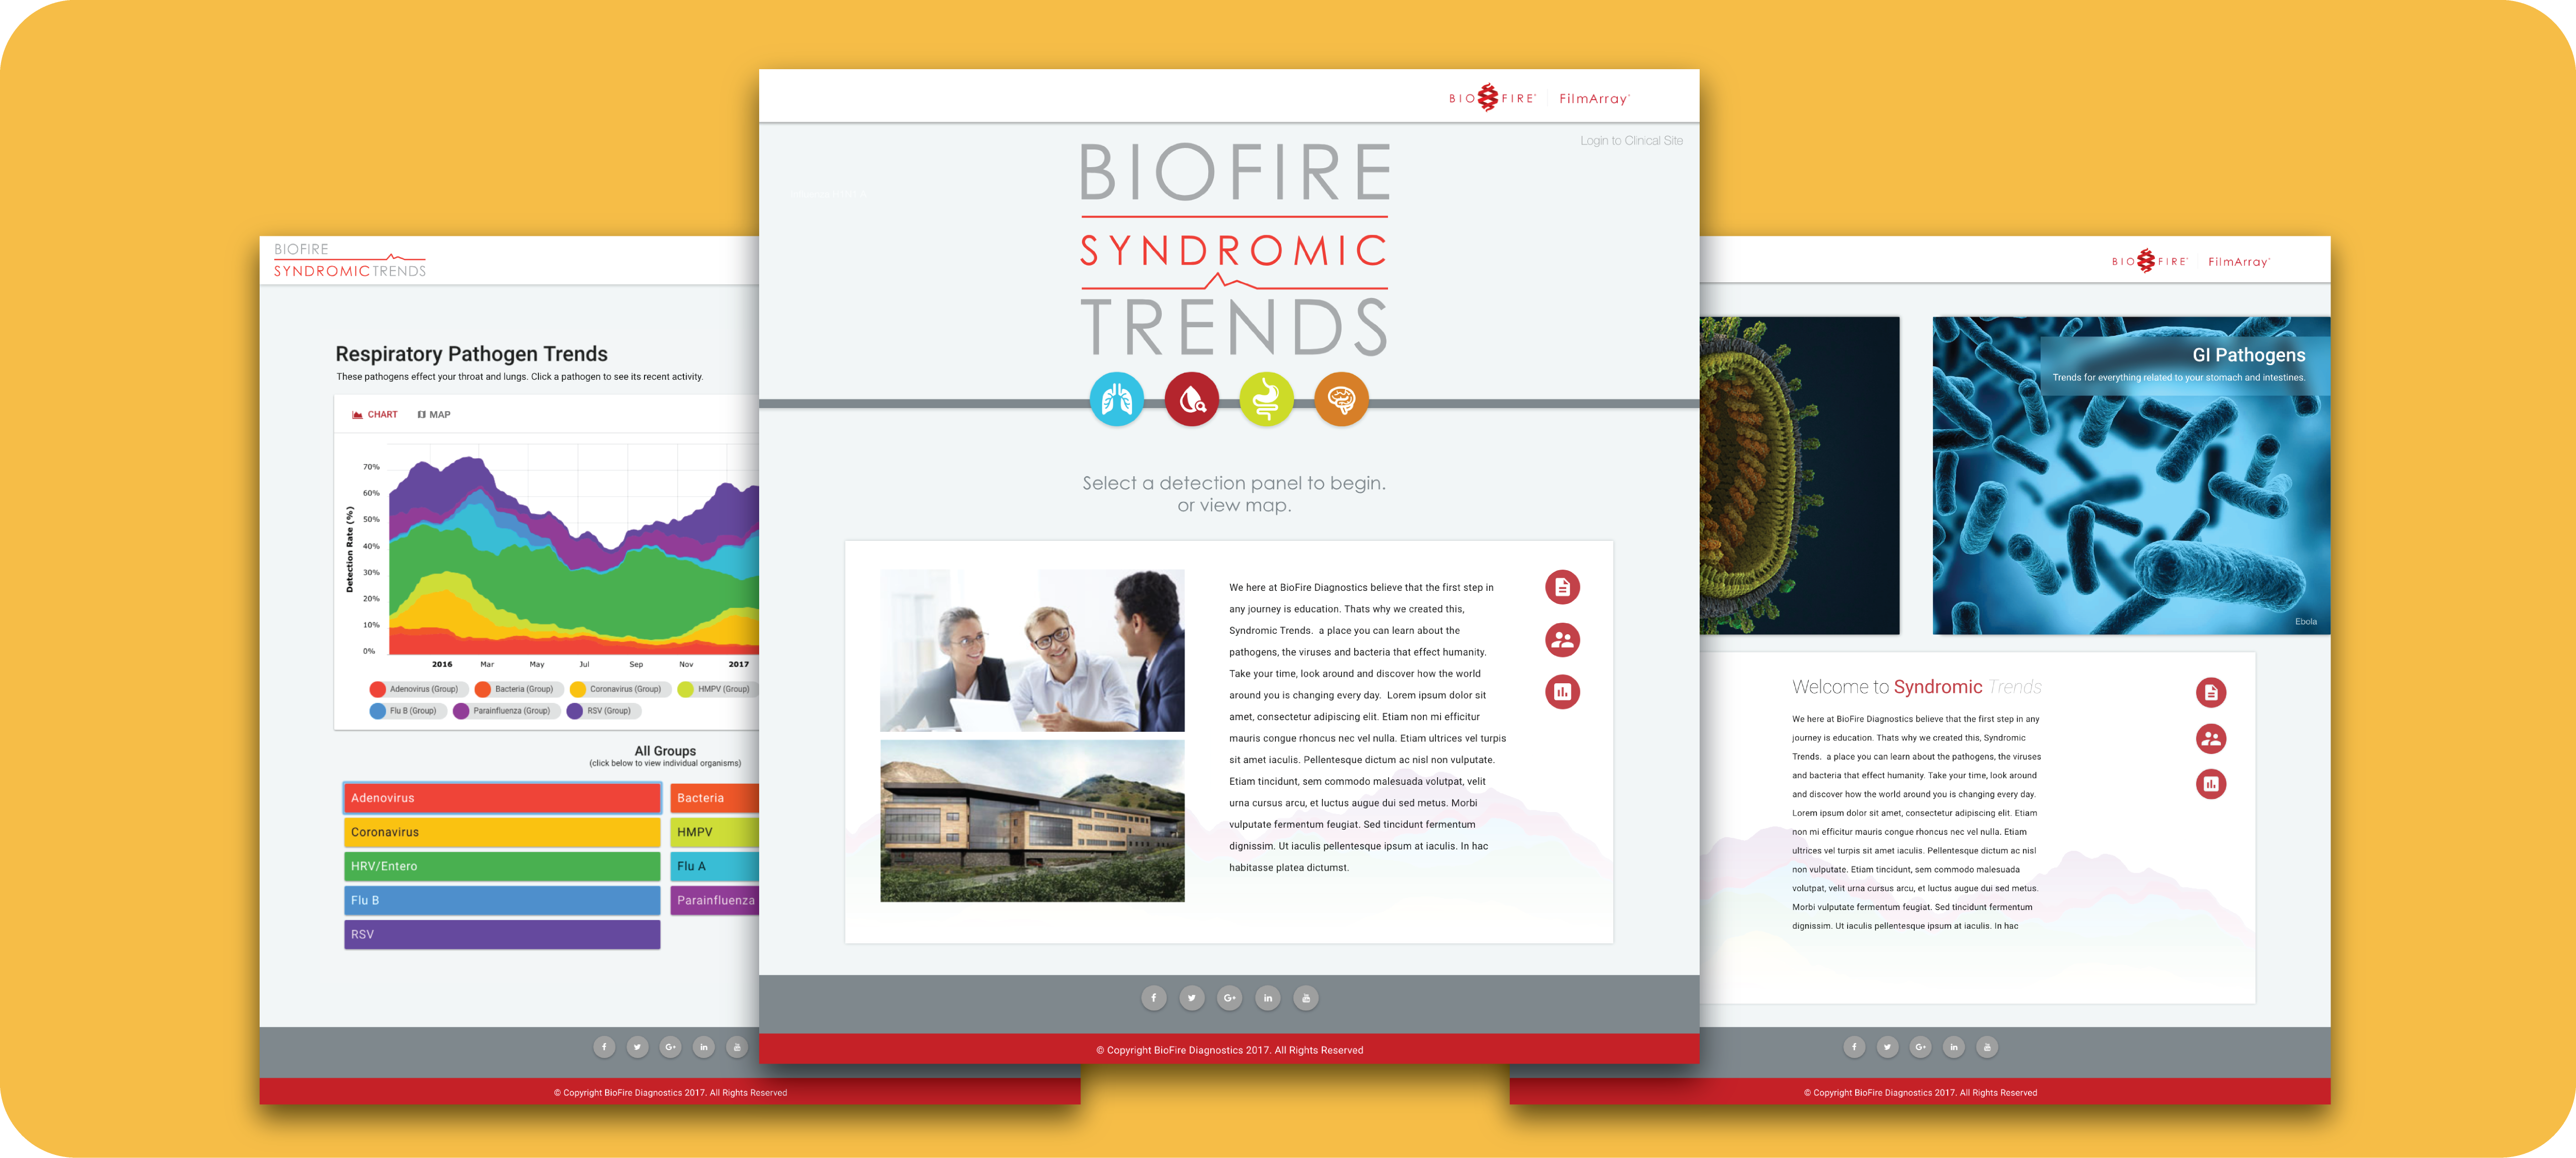 BIOFIRE
SYNDROMIC TRENDS
Respiratory Pathogen Trends
These pathogens effect your throat and lungs. Click a pathogen to see its recent activity.
CHART MAP
Detection Rate (%)
70%
60%
50%
40%
30%
20%
10%
0%
2016 Mar May Jul Sep Nov 2017
Adenovirus (Group) Bacteria (Group) Coronavirus (Group) HMPV (Group)
Flu B (Group) Parainfluenza (Group) RSV (Group)
All Groups
(click below to view individual organisms)
Adenovirus Bacteria
Coronavirus HMPV
HRV/Entero Flu A
Flu B Parainfluenza
RSV
© Copyright BioFire Diagnostics 2017. All Rights Reserved
BIO FIRE FilmArray
Login to Clinical Site
BIOFIRE
SYNDROMIC
TRENDS
Select a detection panel to begin.
or view map.
We here at BioFire Diagnostics believe that the first step in
any journey is education. Thats why we created this,
Syndromic Trends. a place you can learn about the
pathogens, the viruses and bacteria that effect humanity.
Take your time, look around and discover how the world
around you is changing every day. Lorem ipsum dolor sit
amet, consectetur adipiscing elit. Etiam non mi efficitur
mauris congue rhoncus nec vel nulla. Etiam ultrices vel turpis
sit amet iaculis. Pellentesque dictum ac nisl non vulputate.
Etiam tincidunt, sem commodo malesuada volutpat, velit
urna cursus arcu, et luctus augue dui sed metus. Morbi
vulputate fermentum feugiat. Sed tincidunt fermentum
dignissim. Ut iaculis pellentesque ipsum at iaculis. In hac
habitasse platea dictumst.
f G+ in You
© Copyright BioFire Diagnostics 2017. All Rights Reserved
BIO FIRE FilmArray
GI Pathogens
Trends for everything related to your stomach and intestines.
Ebola
Welcome to Syndromic Trends
We here at BioFire Diagnostics believe that the first step in any
journey is education. Thats why we created this, Syndromic
Trends. a place you can learn about the pathogens, the viruses
and bacteria that effect humanity. Take your time, look around
and discover how the world around you is changing every day.
Lorem ipsum dolor sit amet, consectetur adipiscing elit. Etiam
non mi efficitur mauris congue rhoncus nec vel nulla. Etiam
ultrices vel turpis sit amet iaculis. Pellentesque dictum ac nisl
non vulputate. Etiam tincidunt, sem commodo malesuada
volutpat, velit urna cursus arcu, et luctus augue dui sed metus.
Morbi vulputate fermentum feugiat. Sed tincidunt fermentum
dignissim. Ut iaculis pellentesque ipsum at iaculis. In hac
© Copyright BioFire Diagnostics 2017. All Rights Reserved